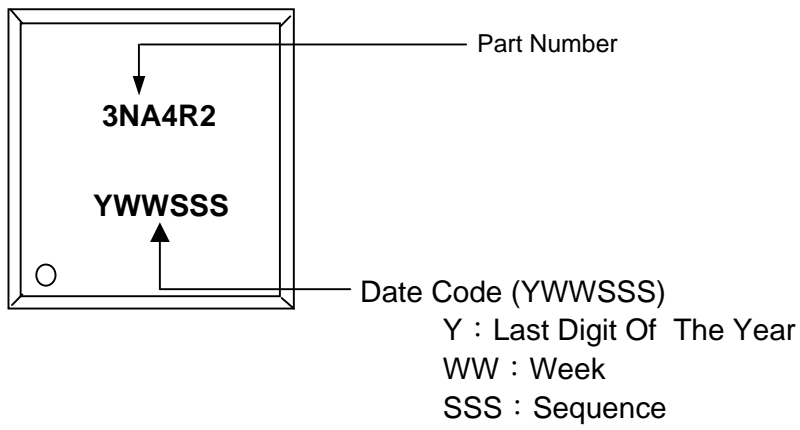 Part Number
3NA4R2
YWWSSS
Date Code (YWWSSS)
Y：Last Digit Of The Year
WW：Week
SSS：Sequence